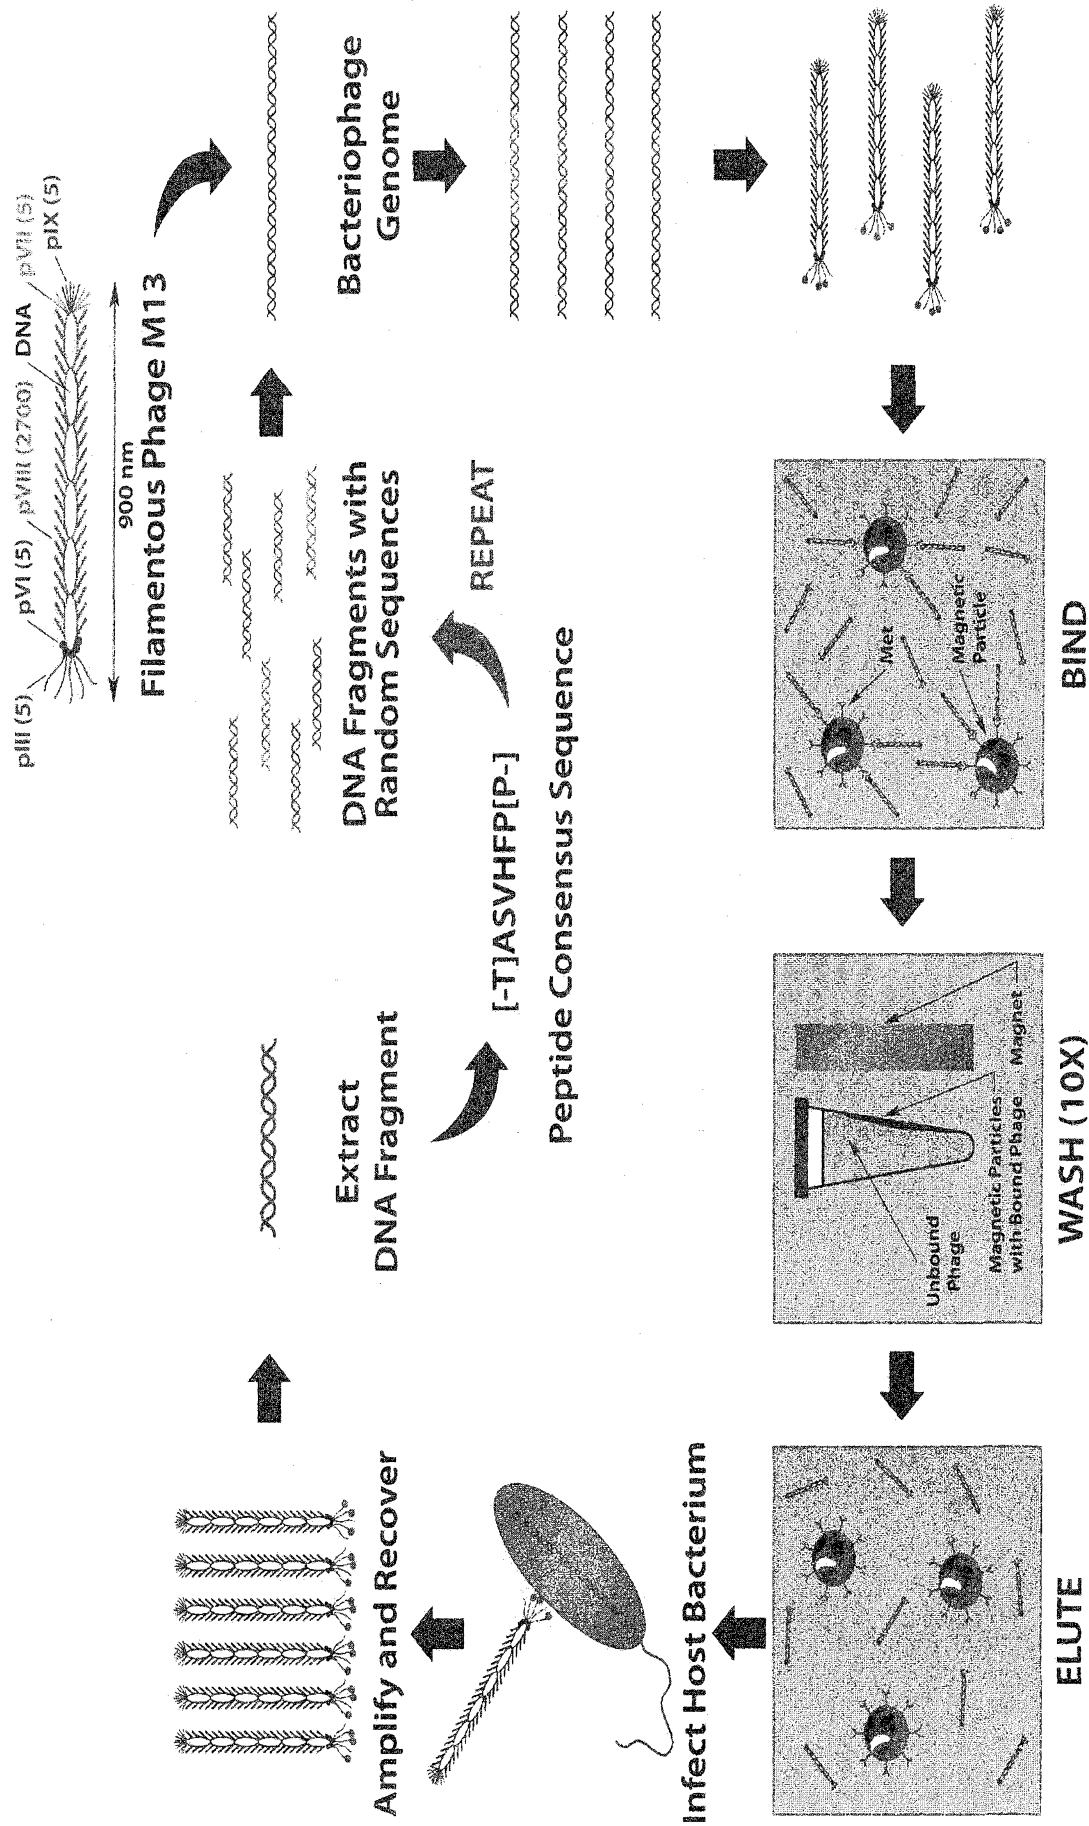 pIII (5)
pVI (5)
pVIII (2700)
DNA
pVII (5)
pIX (5)
900 nm
Filamentous Phage M13
Bacteriophage
Genome
DNA Fragments with
Random Sequences
REPEAT
Extract
DNA Fragment
[-T]ASVHFP[P-]
Peptide Consensus Sequence
Amplify and Recover
Infect Host Bacterium
Met
Magnetic
Particle
BIND
Unbound
Phage
Magnetic Particles
with Bound Phage
Magnet
WASH (10X)
ELUTE